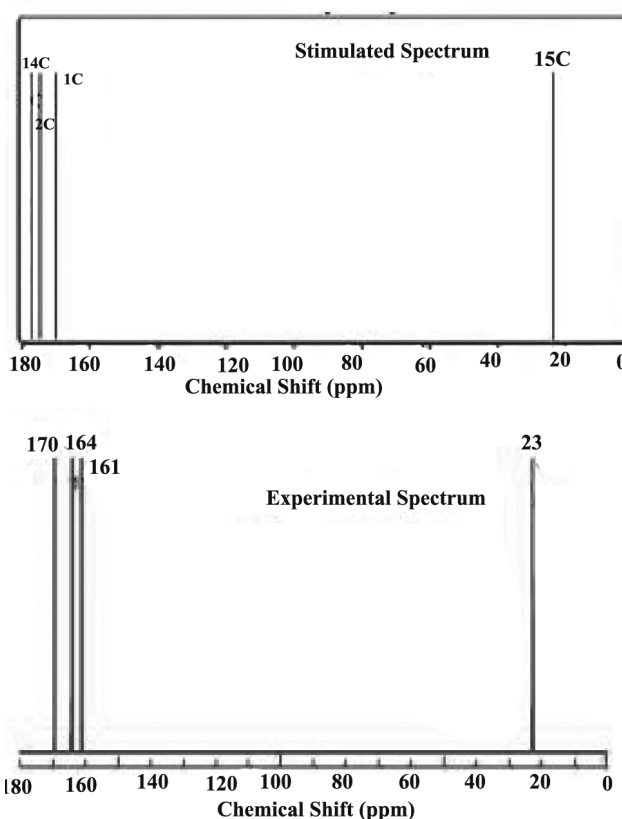 Stimulated Spectrum
14C
1C
15C
2C
180 160 140 120 100 80 60 40 20 0
Chemical Shift (ppm)
170 164 23
161
Experimental Spectrum
180 160 140 120 100 80 60 40 20 0
Chemical Shift (ppm)